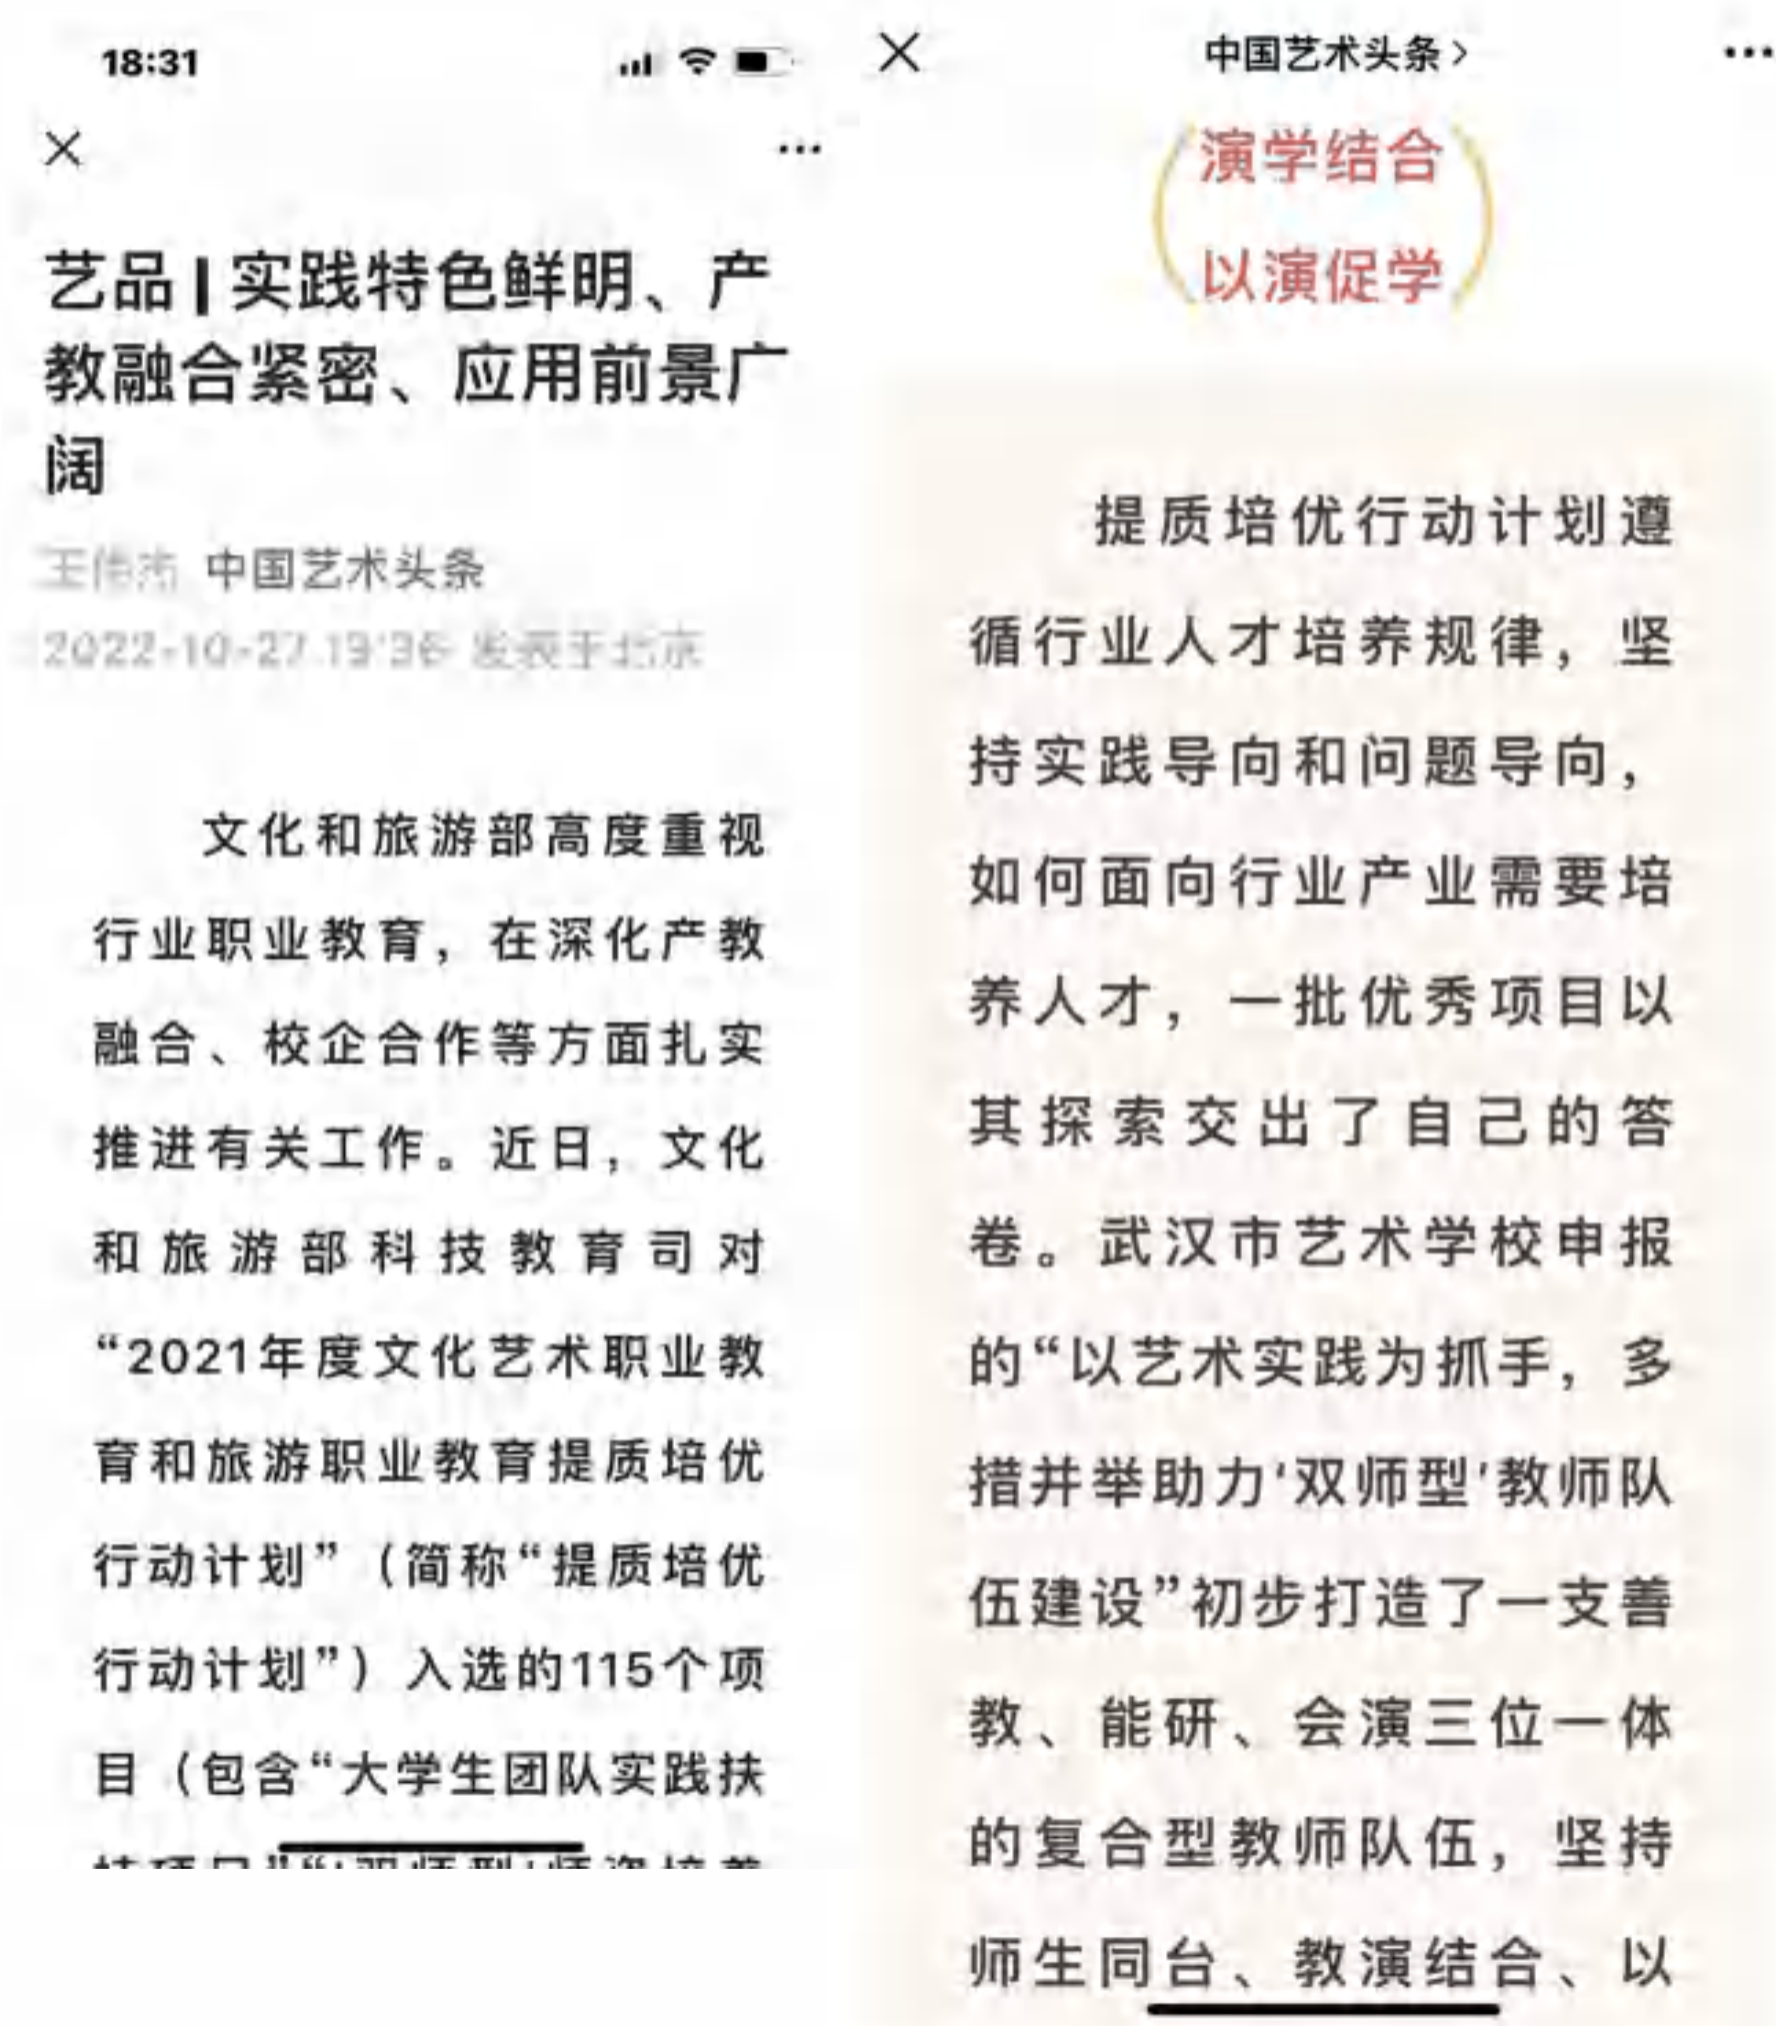 18:31
艺品 | 实践特色鲜明、产
教融合紧密、应用前景广
阔
王伟杰 中国艺术头条
2022-10-27 19:36 发表于北京
文化和旅游部高度重视
行业职业教育，在深化产教
融合、校企合作等方面扎实
推进有关工作。近日，文化
和旅游部科技教育司对
“2021年度文化艺术职业教
育和旅游职业教育提质培优
行动计划”（简称“提质培优
行动计划”）入选的115个项
目（包含“大学生团队实践扶
中国艺术头条
演学结合
以演促学
提质培优行动计划遵
循行业人才培养规律，坚
持实践导向和问题导向，
如何面向行业产业需要培
养人才，一批优秀项目以
其探索交出了自己的答
卷。武汉市艺术学校申报
的“以艺术实践为抓手，多
措并举助力‘双师型’教师队
伍建设”初步打造了一支善
教、能研、会演三位一体
的复合型教师队伍，坚持
师生同台、教演结合、以